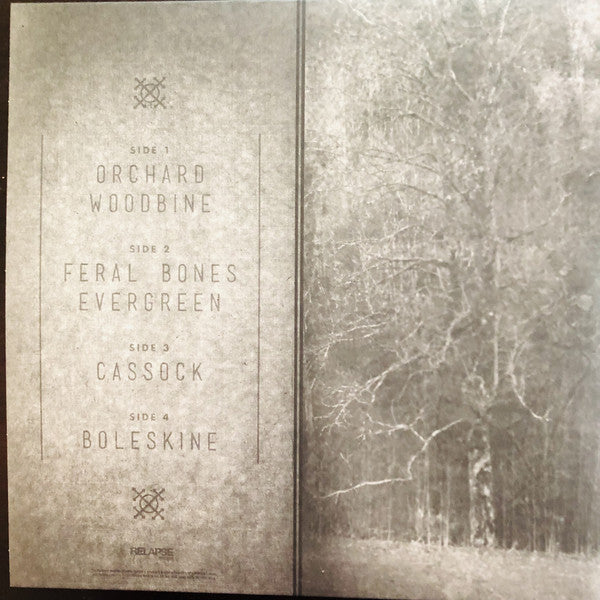 SIDE 1
ORCHARD
WOODBINE
SIDE 2
FERAL BONES
EVERGREEN
SIDE 3
CASSOCK
SIDE 4
BOLESKINE
RELAPSE